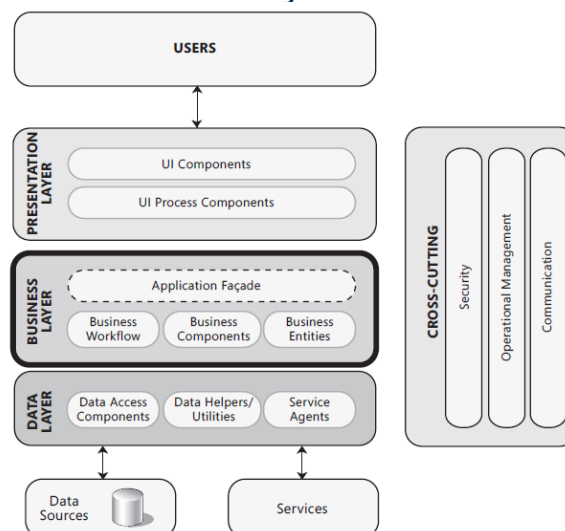 USERS
PRESENTATION
LAYER
UI Components
UI Process Components
BUSINESS
LAYER
Application Façade
Business
Workflow
Business
Components
Business
Entities
DATA
LAYER
Data Access
Components
Data Helpers/
Utilities
Service
Agents
Data
Sources
Services
CROSS-CUTTING
Security
Operational Management
Communication